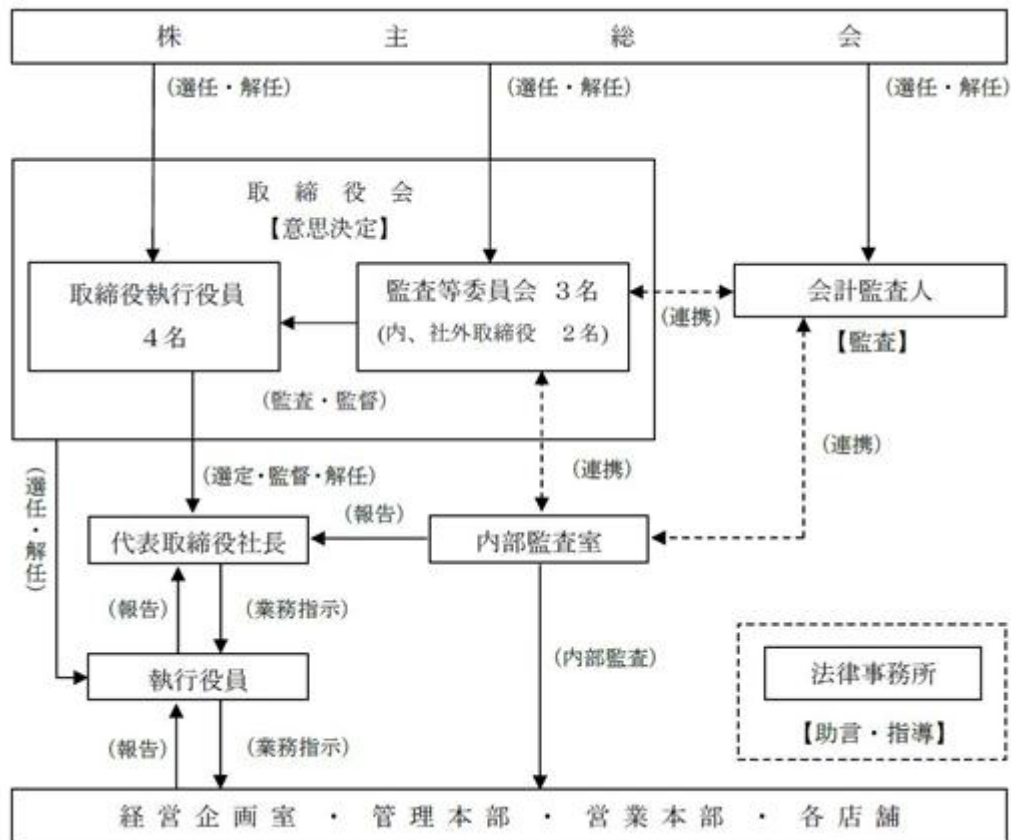 株主総会
(選任・解任)
(選任・解任)
(選任・解任)
取締役会
【意思決定】
取締役執行役員
4名
監査等委員会 3名
(内、社外取締役 2名)
会計監査人
(連携)
【監査】
(監査・監督)
(連携)
(選任・解任)
(選定・監督・解任)
(連携)
(報告)
代表取締役社長
内部監査室
(報告)
(業務指示)
(内部監査)
執行役員
法律事務所
(報告)
(業務指示)
【助言・指導】
経営企画室・管理本部・営業本部・各店舗